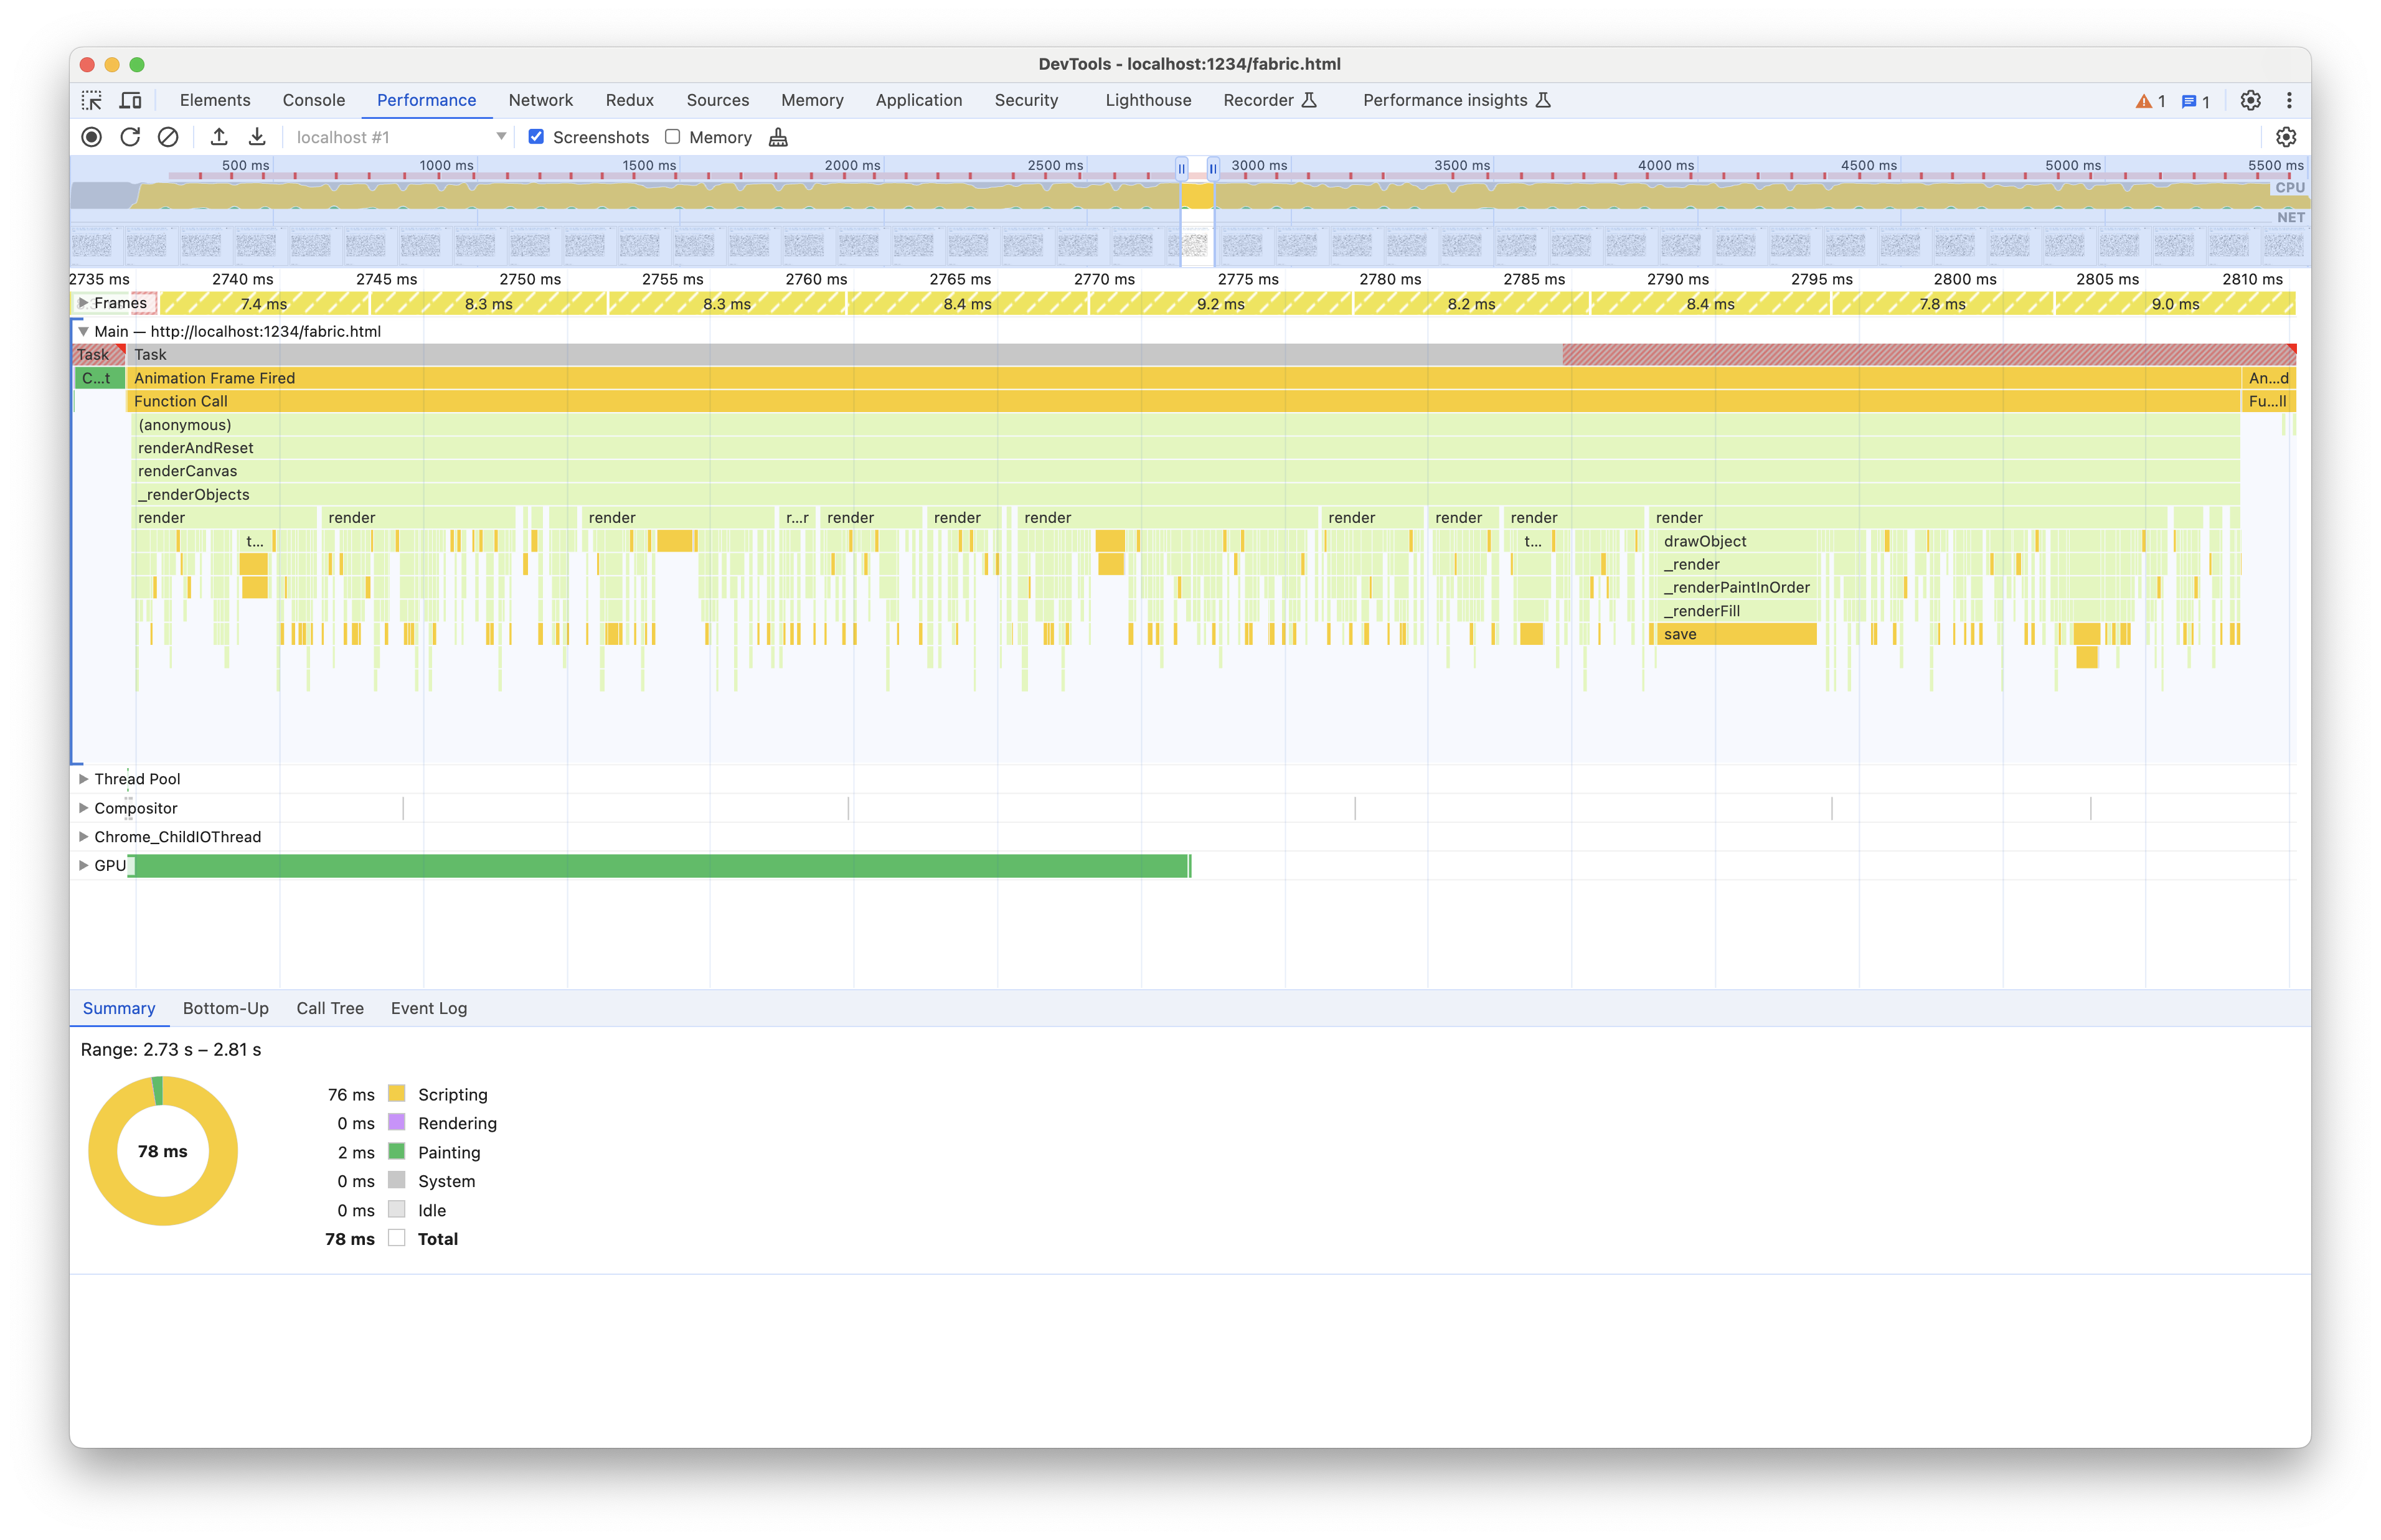 DevTools - localhost:1234/fabric.html
Elements Console Performance Network Redux Sources Memory Application Security Lighthouse Recorder Performance insights 1 1
localhost #1 Screenshots Memory
500 ms 1000 ms 1500 ms 2000 ms 2500 ms 3000 ms 3500 ms 4000 ms 4500 ms 5000 ms 5500 ms
CPU
NET
2735 ms 2740 ms 2745 ms 2750 ms 2755 ms 2760 ms 2765 ms 2770 ms 2775 ms 2780 ms 2785 ms 2790 ms 2795 ms 2800 ms 2805 ms 2810 ms
Frames 7.4 ms 8.3 ms 8.3 ms 8.4 ms 9.2 ms 8.2 ms 8.4 ms 7.8 ms 9.0 ms
Main — http://localhost:1234/fabric.html
Task Task
C...t Animation Frame Fired An...d
Function Call Fu...ll
(anonymous)
renderAndReset
renderCanvas
_renderObjects
render render render r...r render render render render render render render
t... t... drawObject
_render
_renderPaintInOrder
_renderFill
save
Thread Pool
Compositor
Chrome_ChildIOThread
GPU
Summary Bottom-Up Call Tree Event Log
Range: 2.73 s – 2.81 s
78 ms
76 ms Scripting
0 ms Rendering
2 ms Painting
0 ms System
0 ms Idle
78 ms Total